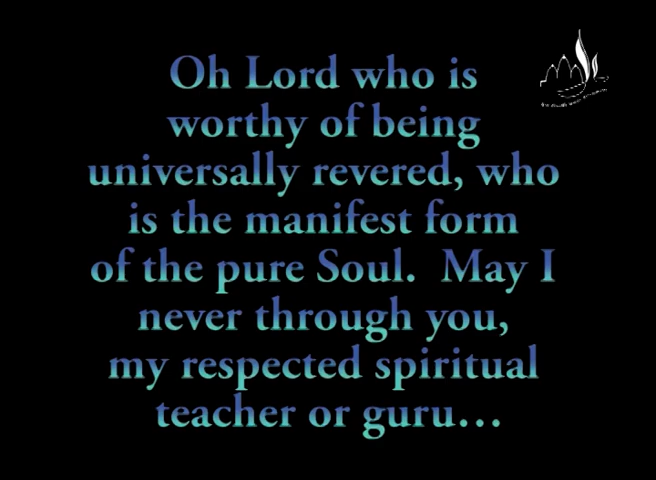 Oh Lord who is
worthy of being
universally revered, who
is the manifest form
of the pure Soul.  May I
never through you,
my respected spiritual
teacher or guru...